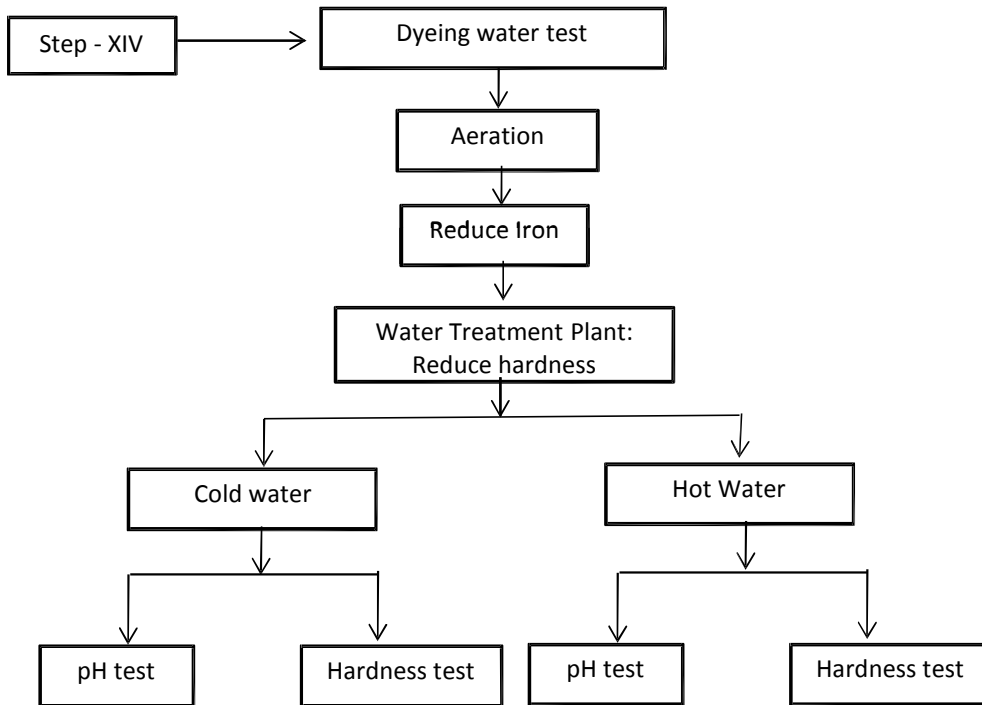 Step - XIV
Dyeing water test
Aeration
Reduce Iron
Water Treatment Plant:
Reduce hardness
Cold water
Hot Water
pH test
Hardness test
pH test
Hardness test